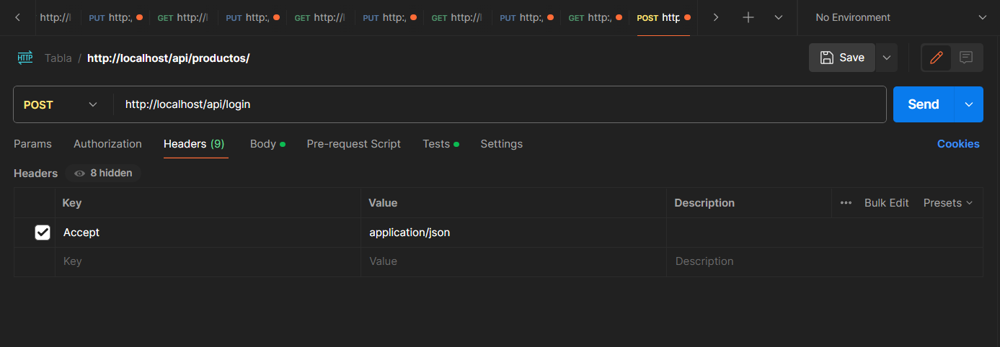 http://l PUT http:, GET http://l PUT http:, GET http://l PUT http:, GET http://l PUT http:, GET http:, POST http No Environment
HTTP Tabla / http://localhost/api/productos/ Save
POST http://localhost/api/login Send
Params Authorization Headers (9) Body Pre-request Script Tests Settings Cookies
Headers 8 hidden
Key Value Description Bulk Edit Presets
Accept application/json
Key Value Description